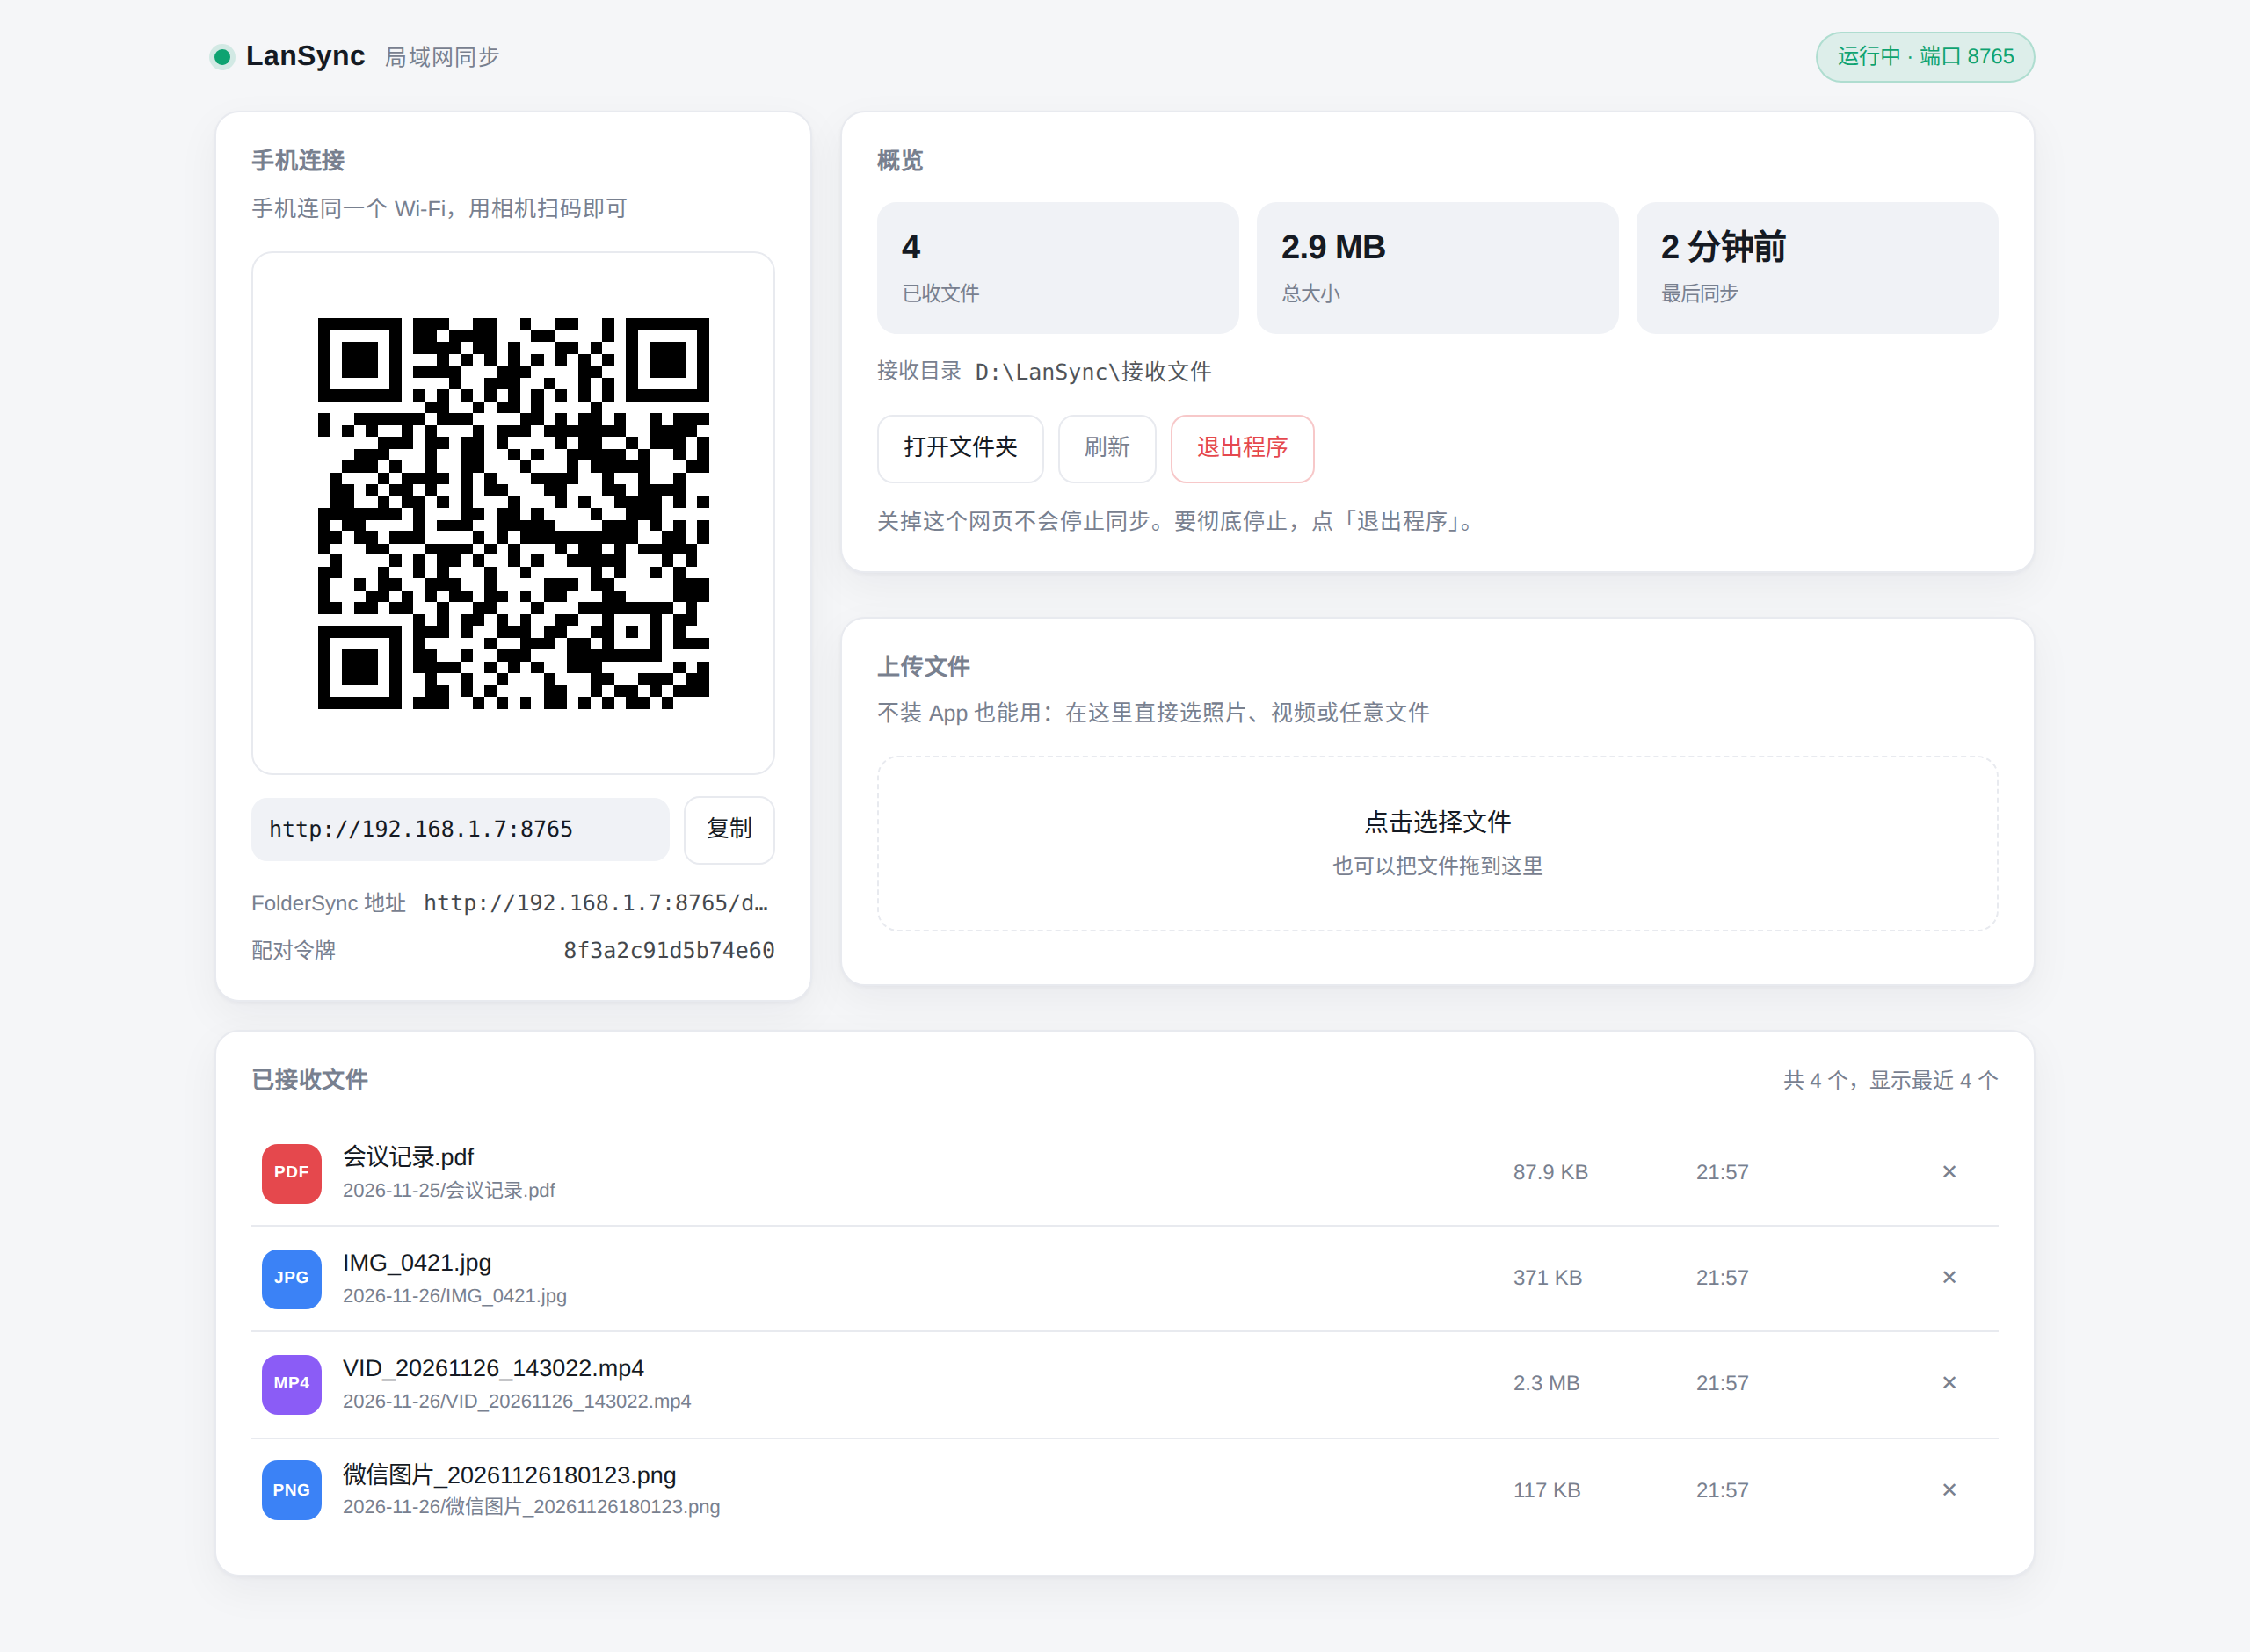 LanSync 局域网同步
运行中 · 端口 8765
手机连接
手机连同一个 Wi-Fi，用相机扫码即可
http://192.168.1.7:8765
复制
FolderSync 地址 http://192.168.1.7:8765/d…
配对令牌 8f3a2c91d5b74e60
概览
4
已收文件
2.9 MB
总大小
2 分钟前
最后同步
接收目录 D:\LanSync\接收文件
打开文件夹
刷新
退出程序
关掉这个网页不会停止同步。要彻底停止，点「退出程序」。
上传文件
不装 App 也能用：在这里直接选照片、视频或任意文件
点击选择文件
也可以把文件拖到这里
已接收文件
共 4 个，显示最近 4 个
PDF
会议记录.pdf
2026-11-25/会议记录.pdf
87.9 KB
21:57
✕
JPG
IMG_0421.jpg
2026-11-26/IMG_0421.jpg
371 KB
21:57
✕
MP4
VID_20261126_143022.mp4
2026-11-26/VID_20261126_143022.mp4
2.3 MB
21:57
✕
PNG
微信图片_20261126180123.png
2026-11-26/微信图片_20261126180123.png
117 KB
21:57
✕